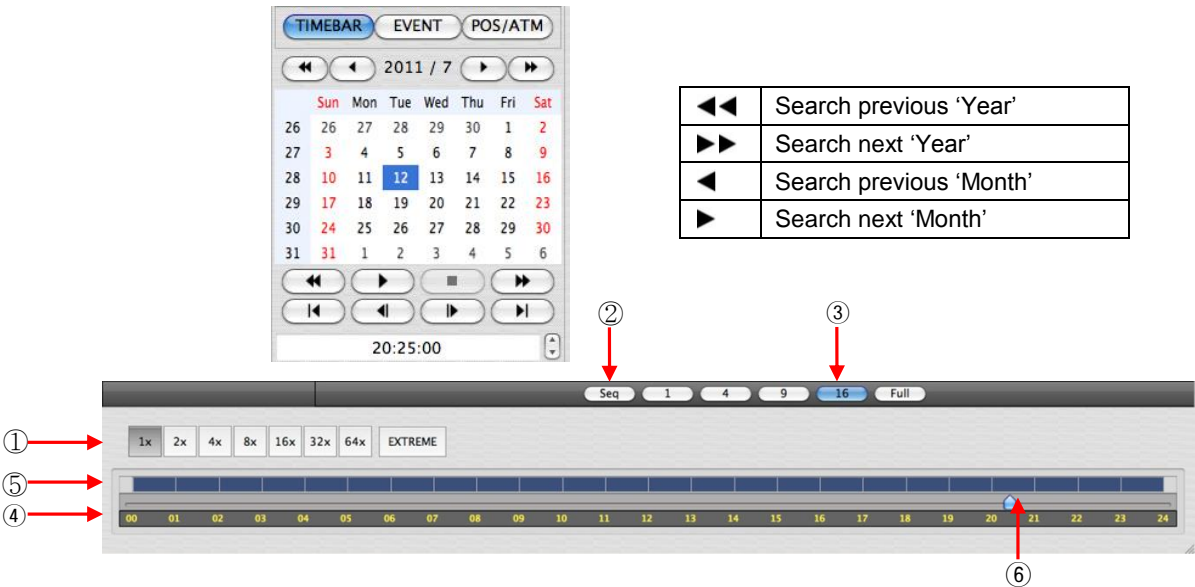 TIMEBAR EVENT POS/ATM
2011 / 7
Sun Mon Tue Wed Thu Fri Sat
26 26 27 28 29 30 1 2
27 3 4 5 6 7 8 9
28 10 11 12 13 14 15 16
29 17 18 19 20 21 22 23
30 24 25 26 27 28 29 30
31 31 1 2 3 4 5 6
20:25:00
◀◀ Search previous ‘Year’
▶▶ Search next ‘Year’
◀ Search previous ‘Month’
▶ Search next ‘Month’
② ③
Seq 1 4 9 16 Full
① 1x 2x 4x 8x 16x 32x 64x EXTREME
⑤
④ 00 01 02 03 04 05 06 07 08 09 10 11 12 13 14 15 16 17 18 19 20 21 22 23 24
⑥